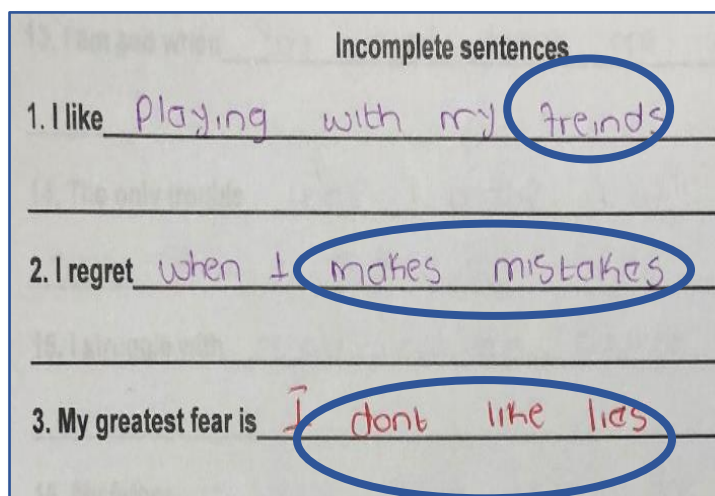 Incomplete sentences
1. I like playing with my freinds
2. I regret when I makes mistakes
3. My greatest fear is I dont like lies